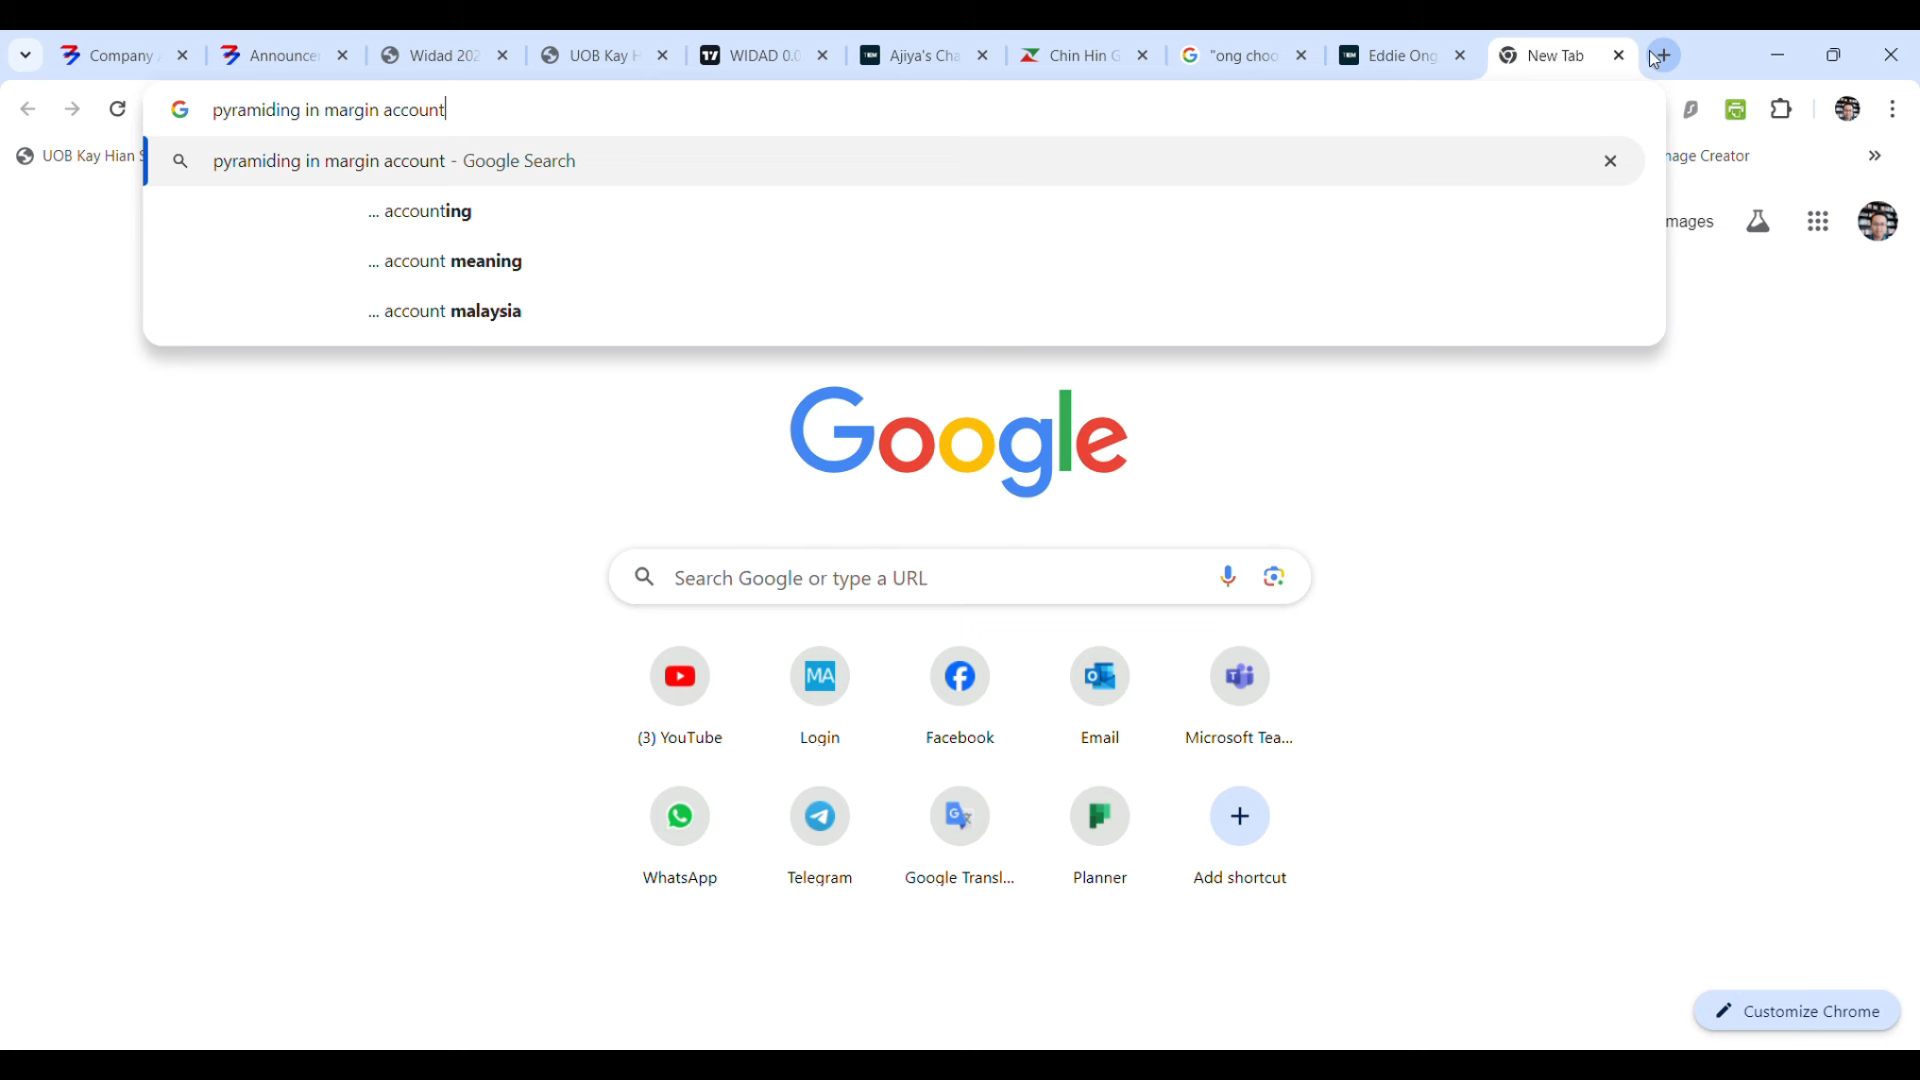 Company
Announce
Widad 202
UOB Kay H
WIDAD 0.0
Ajiya's Cha
Chin Hin G
"ong choo
Eddie Ong
New Tab
pyramiding in margin account
UOB Kay Hian S
pyramiding in margin account - Google Search
mage Creator
... accounting
mages
... account meaning
... account malaysia
Google
Search Google or type a URL
MA
(3) YouTube
Login
Facebook
Email
Microsoft Tea...
WhatsApp
Telegram
Google Transl...
Planner
Add shortcut
Customize Chrome